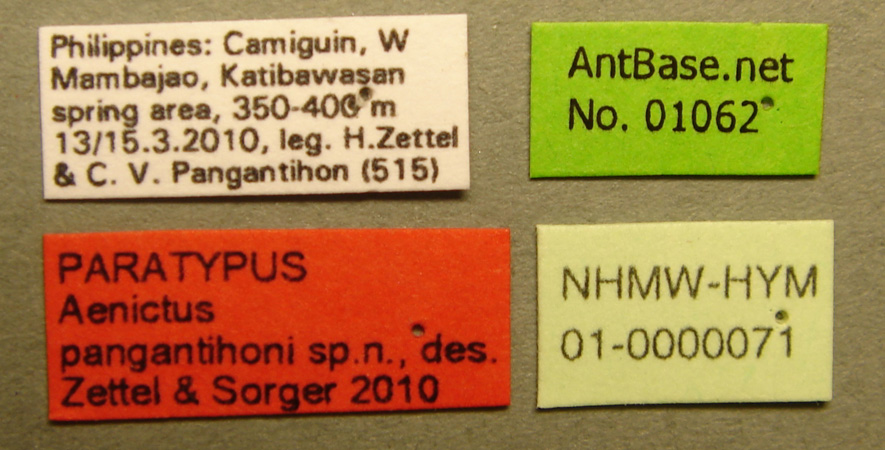 Philippines: Camiguin, W
Mambajao, Katibawasan
spring area, 350-400 m
13/15.3.2010, leg. H.Zettel
& C. V. Pangantihon (515)
AntBase.net
No. 01062
PARATYPUS
Aenictus
pangantihoni sp.n., des.
Zettel & Sorger 2010
NHMW-HYM
01-0000071